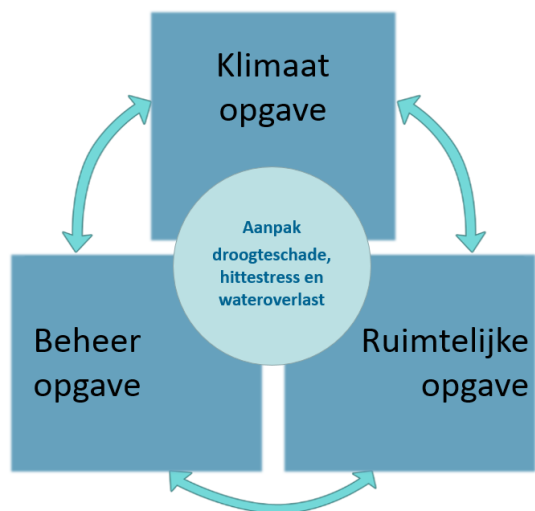 Klimaat
opgave
Aanpak
droogteschade,
hittestress en
wateroverlast
Beheer
opgave
Ruimtelijke
opgave